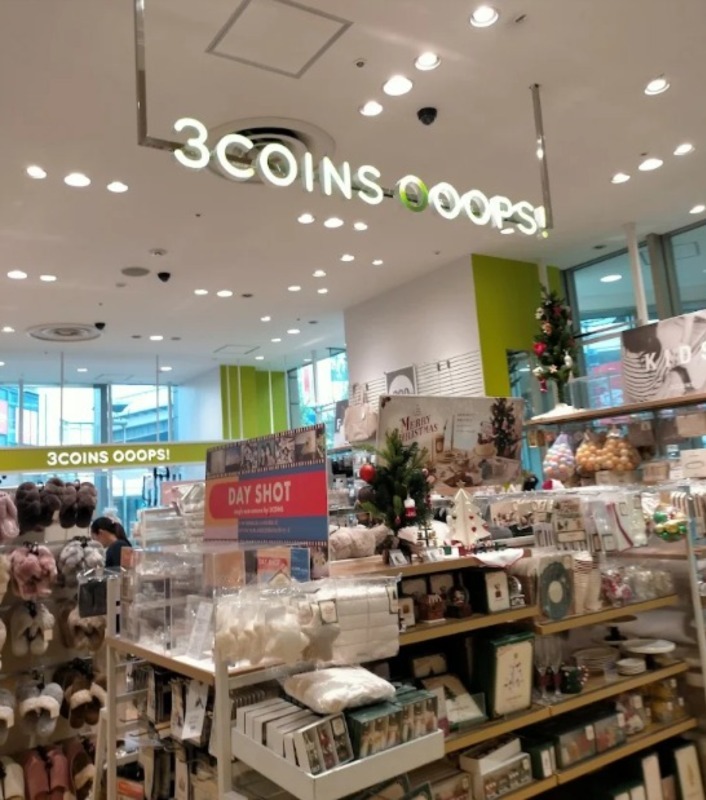 3COINS OOOPS!
KIDS
MERRY
CHRISTMAS
3COINS OOOPS!
DAY SHOT